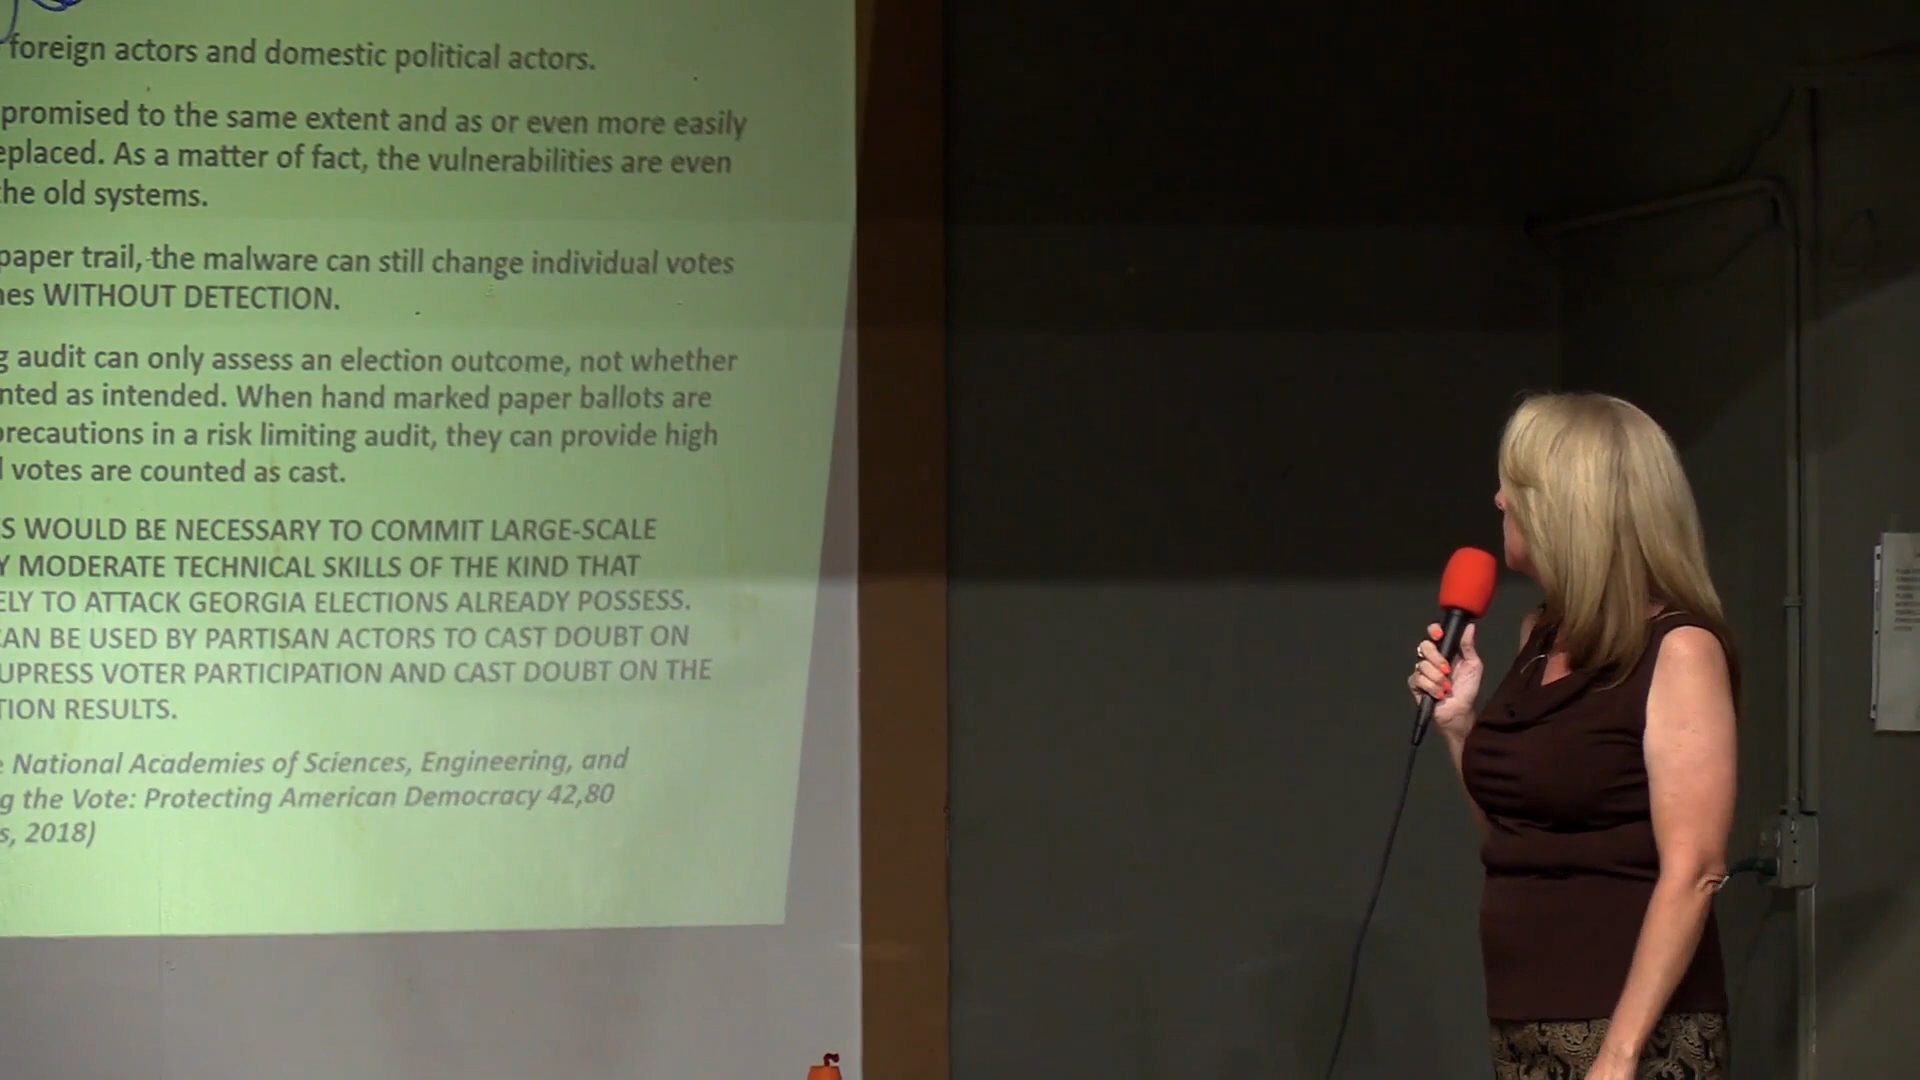 foreign actors and domestic political actors.
promised to the same extent and as or even more easily
eplaced. As a matter of fact, the vulnerabilities are even
the old systems.
paper trail, the malware can still change individual votes
nes WITHOUT DETECTION.
g audit can only assess an election outcome, not whether
nted as intended. When hand marked paper ballots are
precautions in a risk limiting audit, they can provide high
votes are counted as cast.
S WOULD BE NECESSARY TO COMMIT LARGE-SCALE
Y MODERATE TECHNICAL SKILLS OF THE KIND THAT
ELY TO ATTACK GEORGIA ELECTIONS ALREADY POSSESS.
CAN BE USED BY PARTISAN ACTORS TO CAST DOUBT ON
UPRESS VOTER PARTICIPATION AND CAST DOUBT ON THE
TION RESULTS.
e National Academies of Sciences, Engineering, and
g the Vote: Protecting American Democracy 42,80
s, 2018)